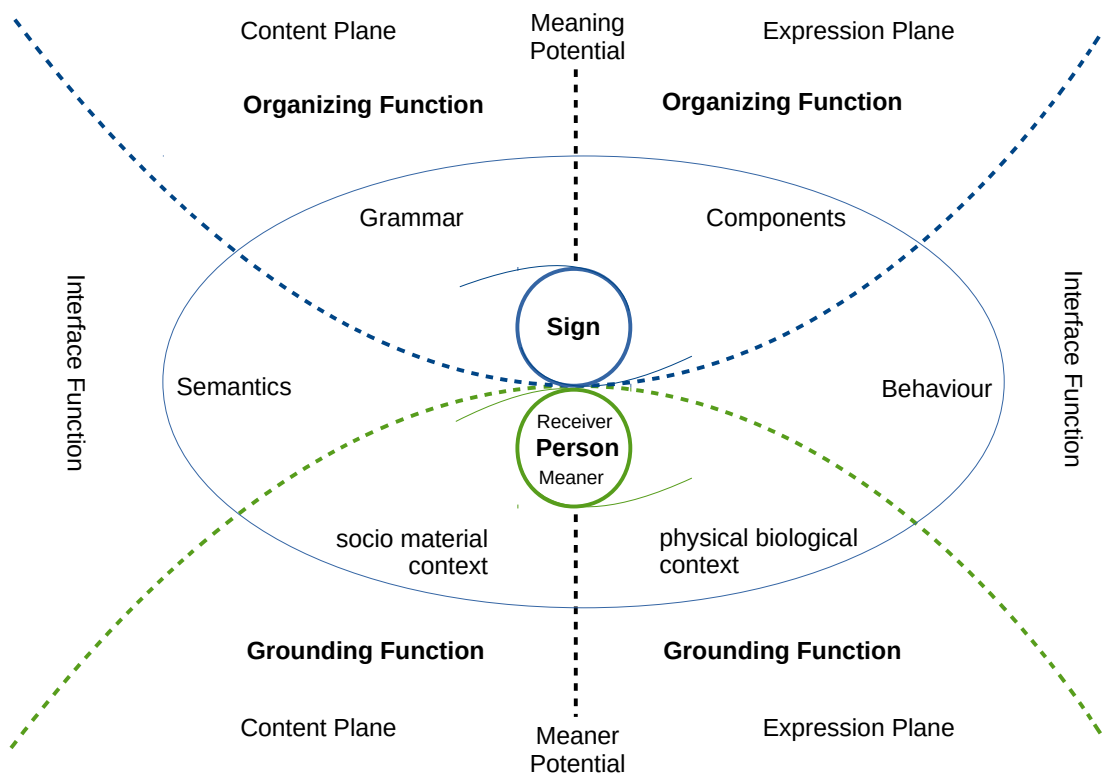 Content Plane
Meaning
Potential
Expression Plane
Organizing Function
Organizing Function
Grammar
Components
Interface Function
Interface Function
Sign
Semantics
Behaviour
Receiver
Person
Meaner
socio material
context
physical biological
context
Grounding Function
Grounding Function
Content Plane
Meaner
Potential
Expression Plane